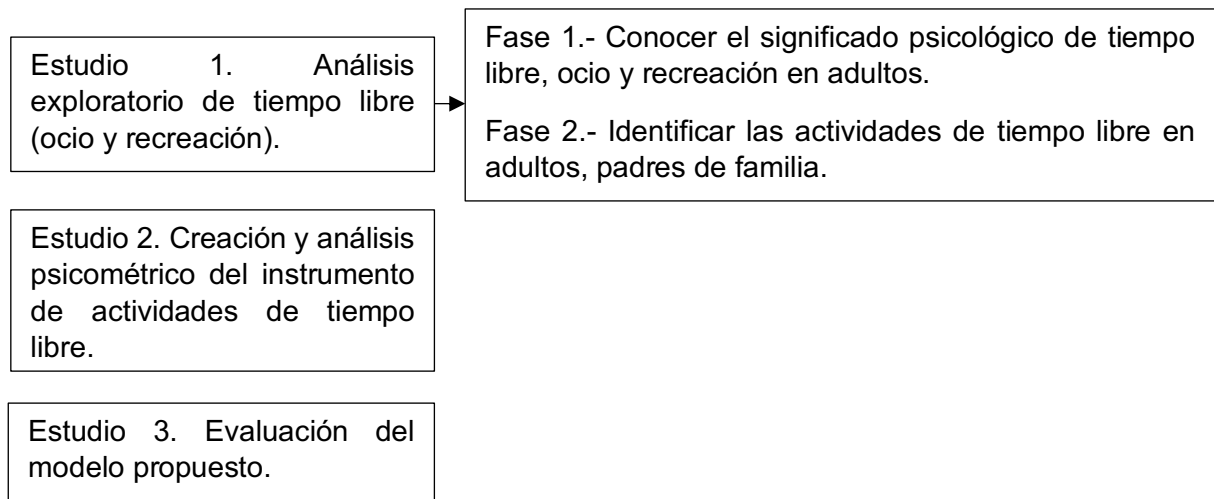 Estudio 1. Análisis
exploratorio de tiempo libre
(ocio y recreación).
Fase 1.- Conocer el significado psicológico de tiempo
libre, ocio y recreación en adultos.
Fase 2.- Identificar las actividades de tiempo libre en
adultos, padres de familia.
Estudio 2. Creación y análisis
psicométrico del instrumento
de actividades de tiempo
libre.
Estudio 3. Evaluación del
modelo propuesto.